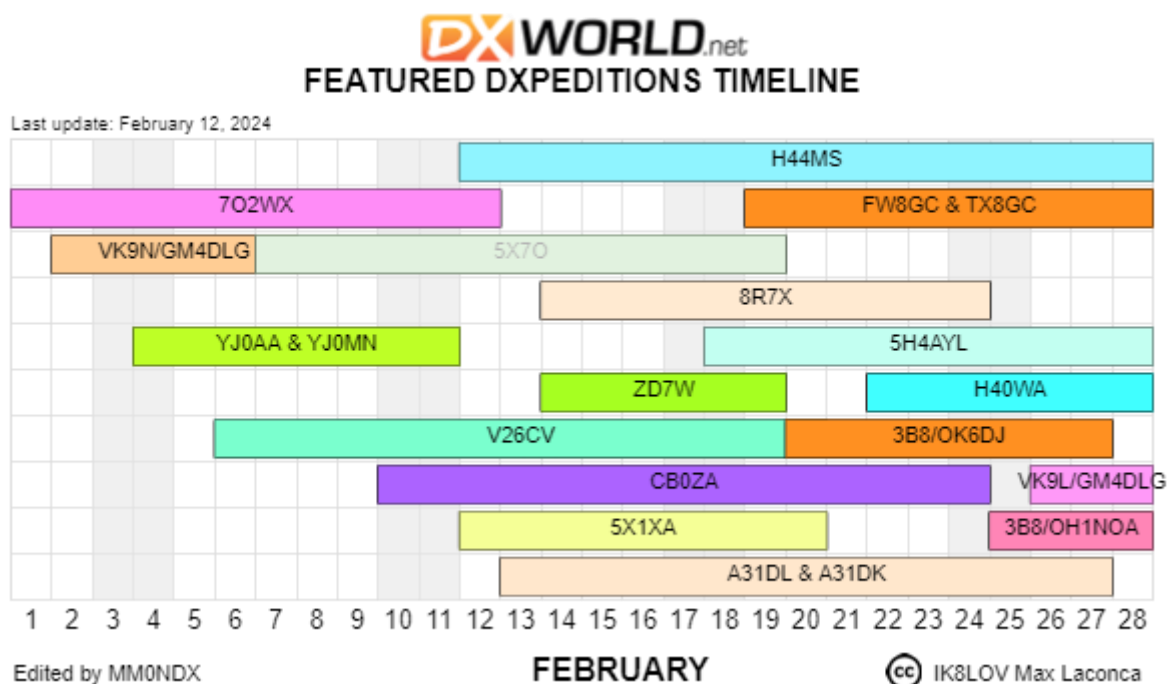 DX WORLD.net
FEATURED DXPEDITIONS TIMELINE
Last update: February 12, 2024
H44MS
7O2WX FW8GC & TX8GC
VK9N/GM4DLG 5X7O
8R7X
YJ0AA & YJ0MN 5H4AYL
ZD7W H40WA
V26CV 3B8/OK6DJ
CB0ZA VK9L/GM4DLG
5X1XA 3B8/OH1NOA
A31DL & A31DK
1 2 3 4 5 6 7 8 9 10 11 12 13 14 15 16 17 18 19 20 21 22 23 24 25 26 27 28
Edited by MM0NDX FEBRUARY cc IK8LOV Max Laconca